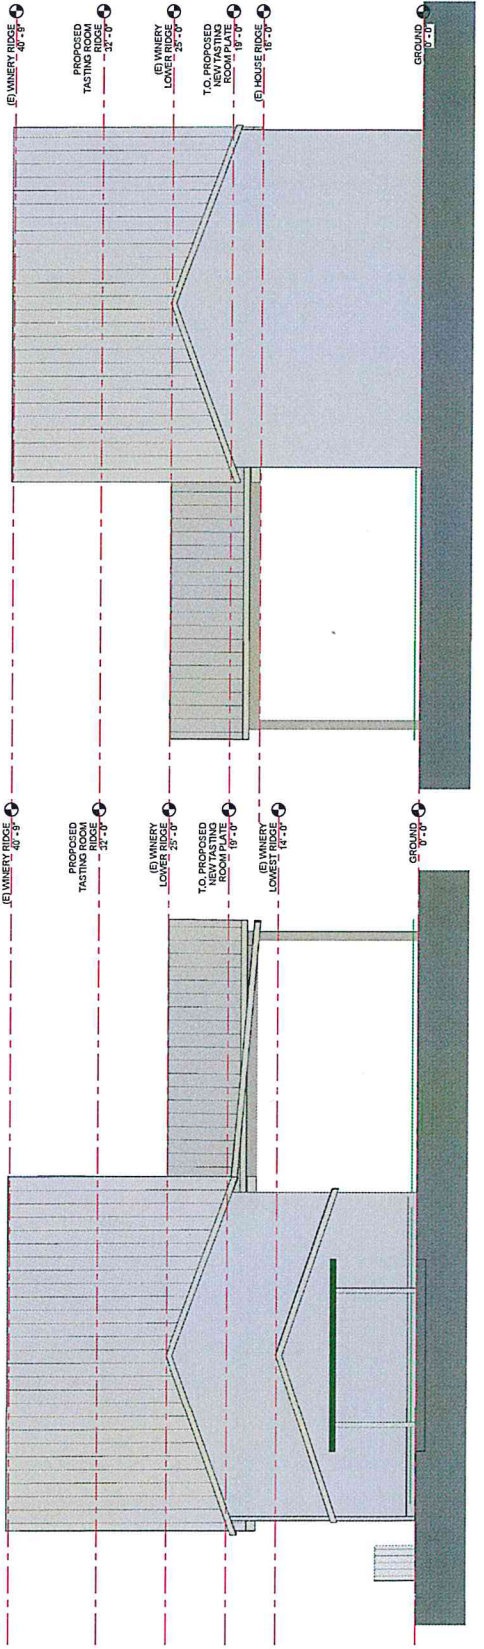 (E) WINERY RIDGE
40' - 9"
PROPOSED
TASTING ROOM
RIDGE
32' - 0"
(E) WINERY
LOWER RIDGE
25' - 0"
T.O. PROPOSED
NEW TASTING
ROOM PLATE
19' - 0"
(E) HOUSE RIDGE
16' - 0"
GROUND
0' - 0"
(E) WINERY RIDGE
40' - 9"
PROPOSED
TASTING ROOM
RIDGE
32' - 0"
(E) WINERY
LOWER RIDGE
25' - 0"
T.O. PROPOSED
NEW TASTING
ROOM PLATE
19' - 0"
(E) WINERY
LOWEST RIDGE
14' - 0"
GROUND
0' - 0"